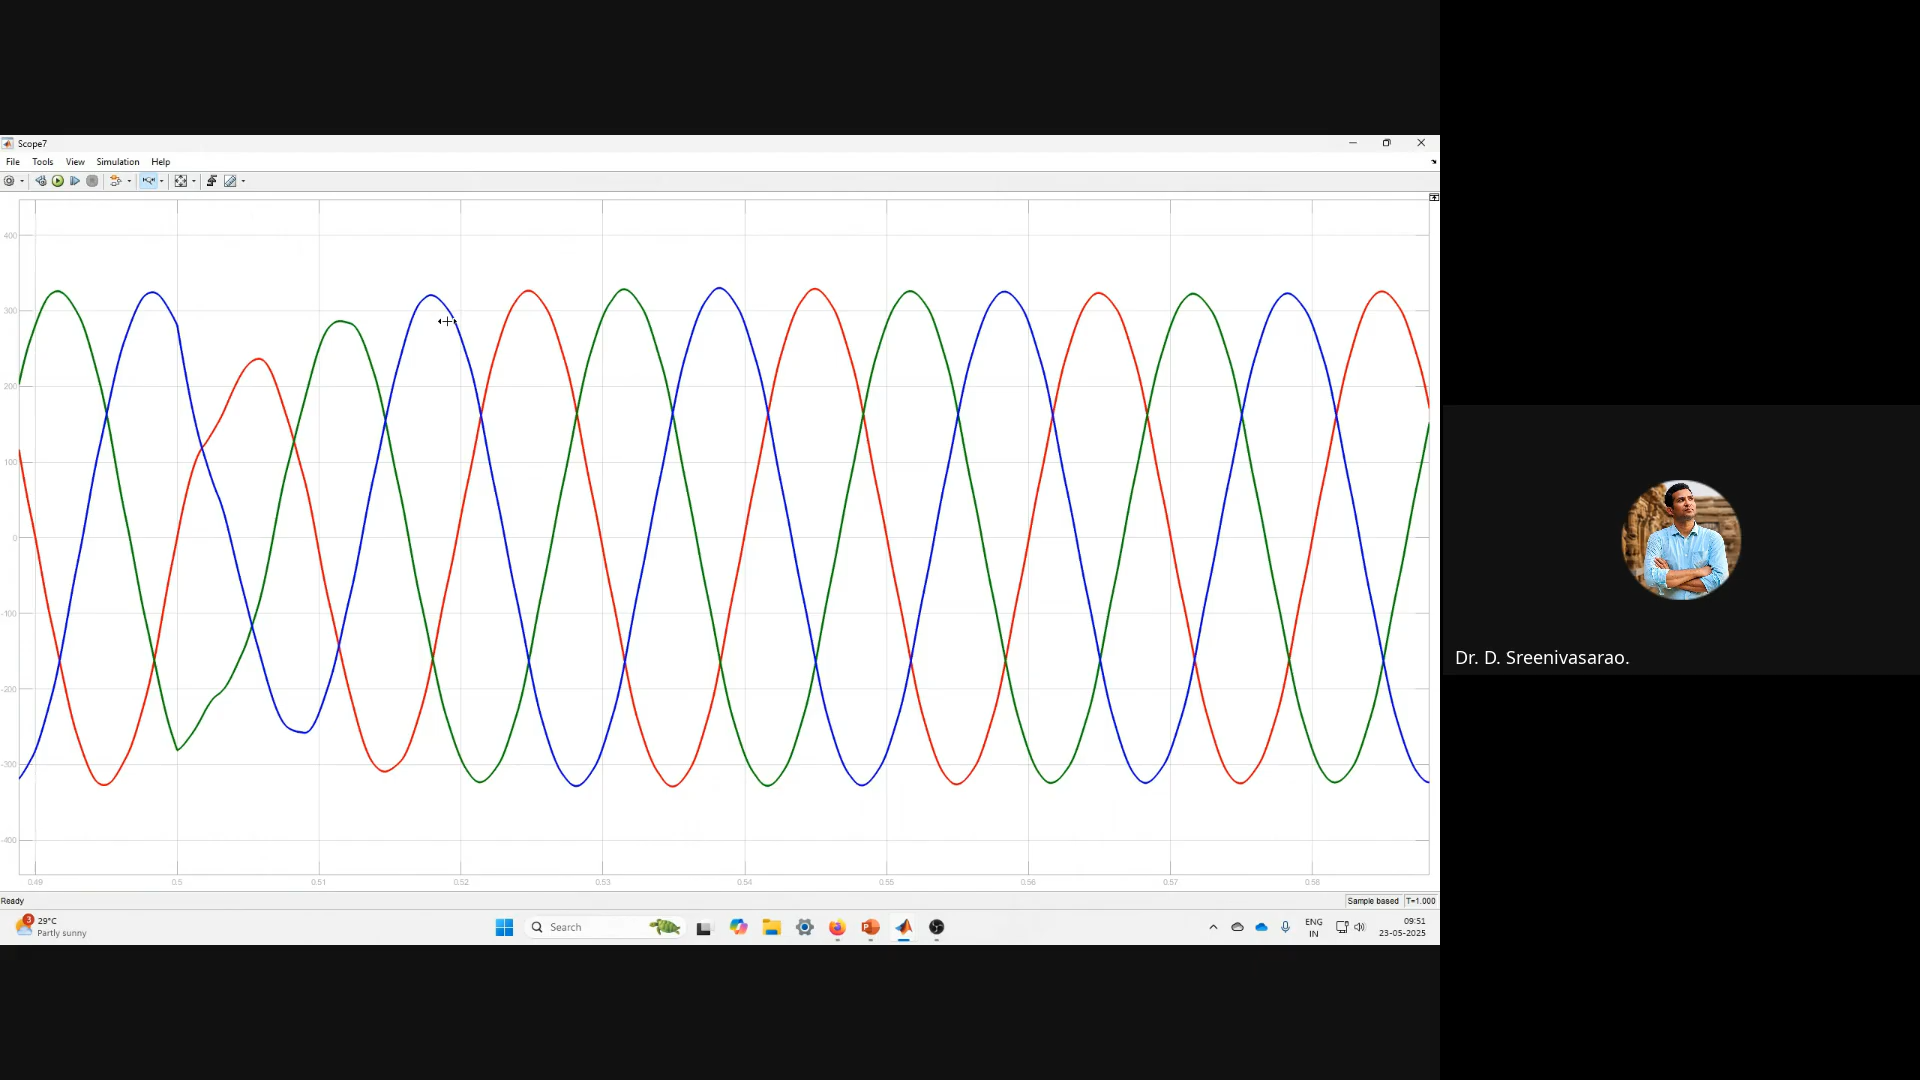 Scope7
File Tools View Simulation Help
400
300
200
100
0
-100
-200
-300
-400
0.49 0.5 0.51 0.52 0.53 0.54 0.55 0.56 0.57 0.58
Ready
Sample based T=1.000
3
29°C
Partly sunny
Search
ENG
IN
09:51
23-05-2025
Dr. D. Sreenivasarao.